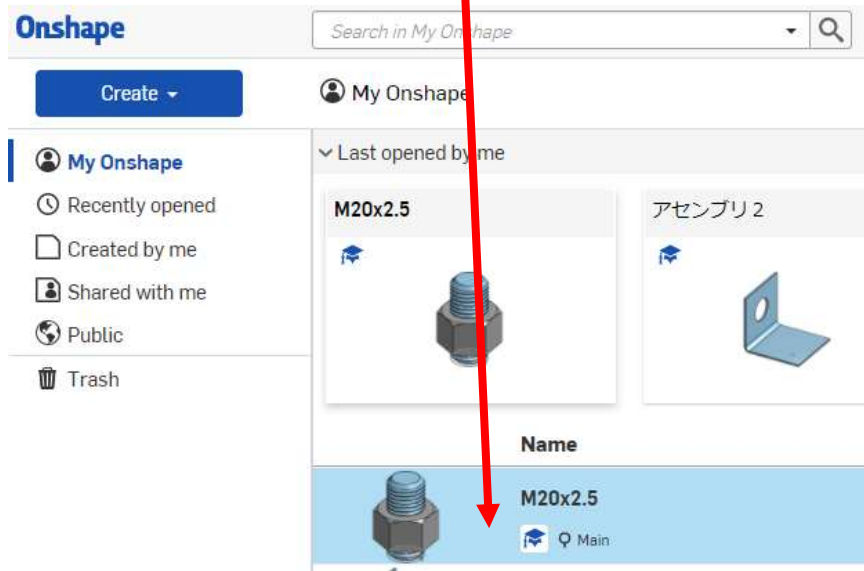 Onshape
Search in My Onshape
Create
My Onshape
Last opened by me
My Onshape
Recently opened
Created by me
Shared with me
Public
Trash
M20x2.5
アセンブリ2
Name
M20x2.5
Main